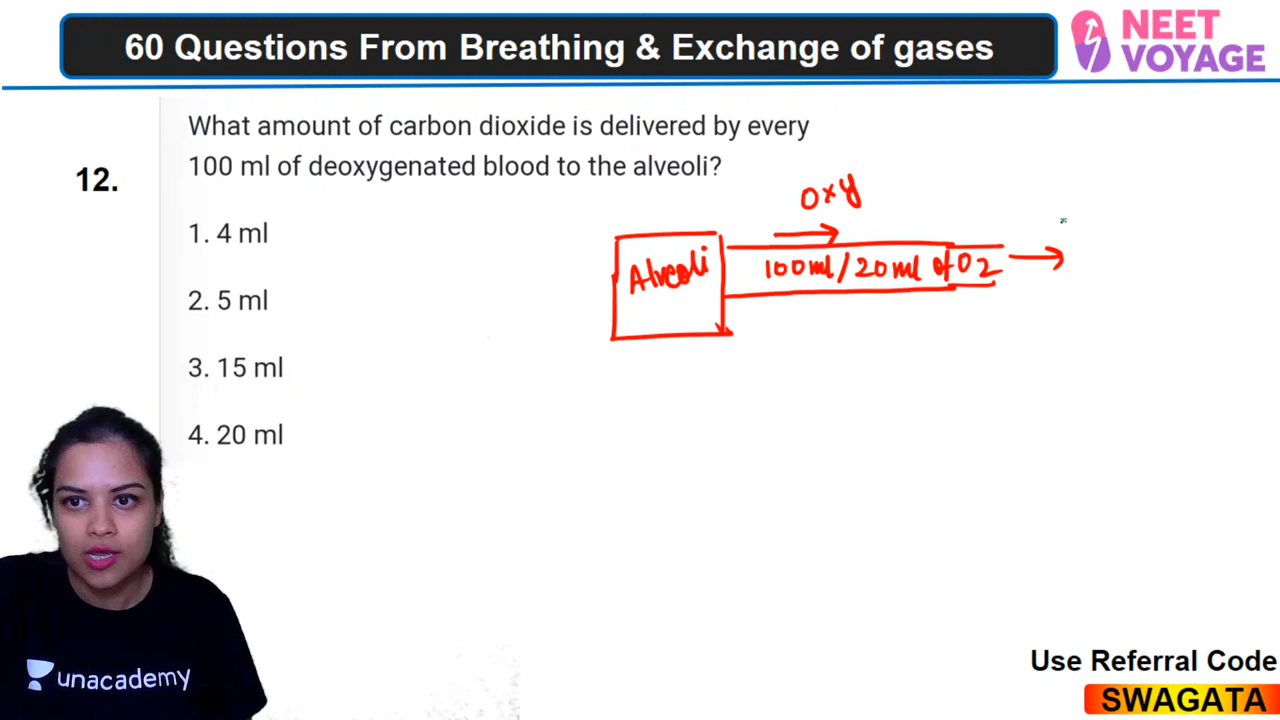 60 Questions From Breathing & Exchange of gases
NEET
VOYAGE
12.
What amount of carbon dioxide is delivered by every
100 ml of deoxygenated blood to the alveoli?
1. 4 ml
2. 5 ml
3. 15 ml
4. 20 ml
oxy
Alveoli
100ml/20ml of O2
unacademy
Use Referral Code
SWAGATA